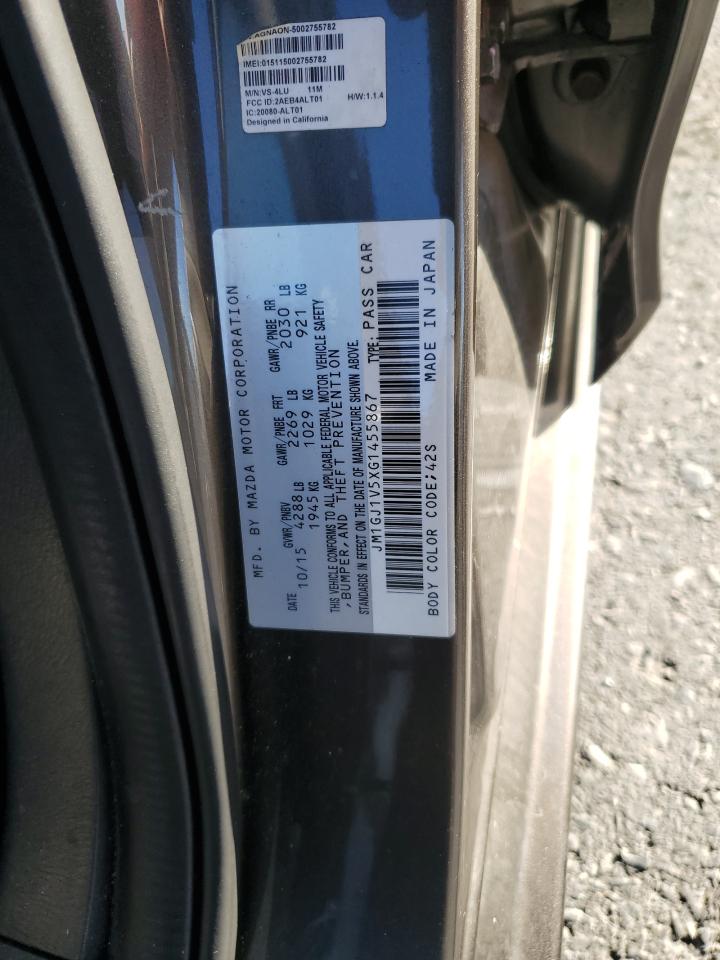 AGNAON-5002755782
IMEI:015115002755782
M/N:VS-4LU 11M
FCC ID:2AEB4ALT01 H/W:1.1.4
IC:20080-ALT01
Designed in California
MFD. BY MAZDA MOTOR CORPORATION
DATE GVWR/PNBV GAWR/PNBE FRT GAWR/PNBE RR
10/15 4288 LB 2269 LB 2030 LB
1945 KG 1029 KG 921 KG
THIS VEHICLE CONFORMS TO ALL APPLICABLE FEDERAL MOTOR VEHICLE SAFETY
,BUMPER,AND THEFT PREVENTION
STANDARDS IN EFFECT ON THE DATE OF MANUFACTURE SHOWN ABOVE.
JM1GJ1V5XG1455867 TYPE: PASS CAR
BODY COLOR CODE;42S MADE IN JAPAN